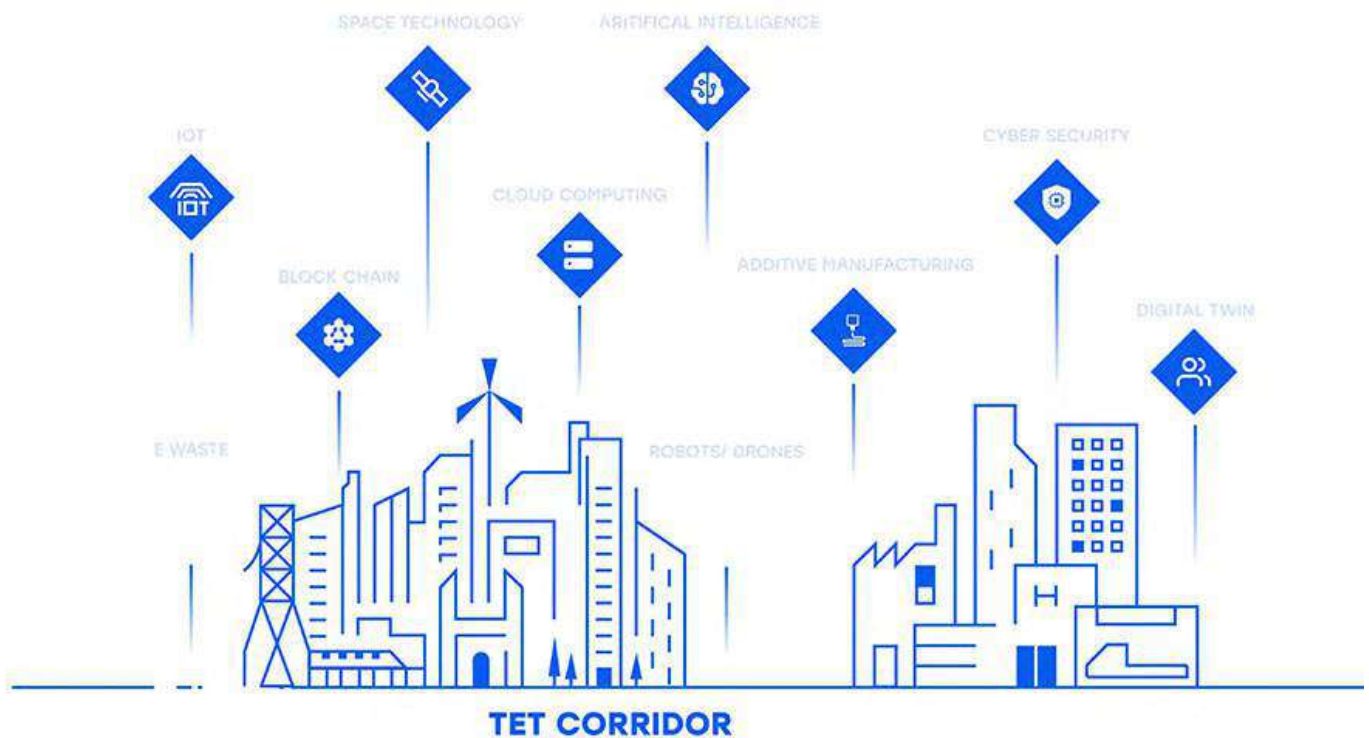 SPACE TECHNOLOGY
ARITIFICAL INTELLIGENCE
IOT
CYBER SECURITY
IOT
CLOUD COMPUTING
ADDITIVE MANUFACTURING
BLOCK CHAIN
DIGITAL TWIN
E WASTE
ROBOTS/ DRONES
H
TET CORRIDOR